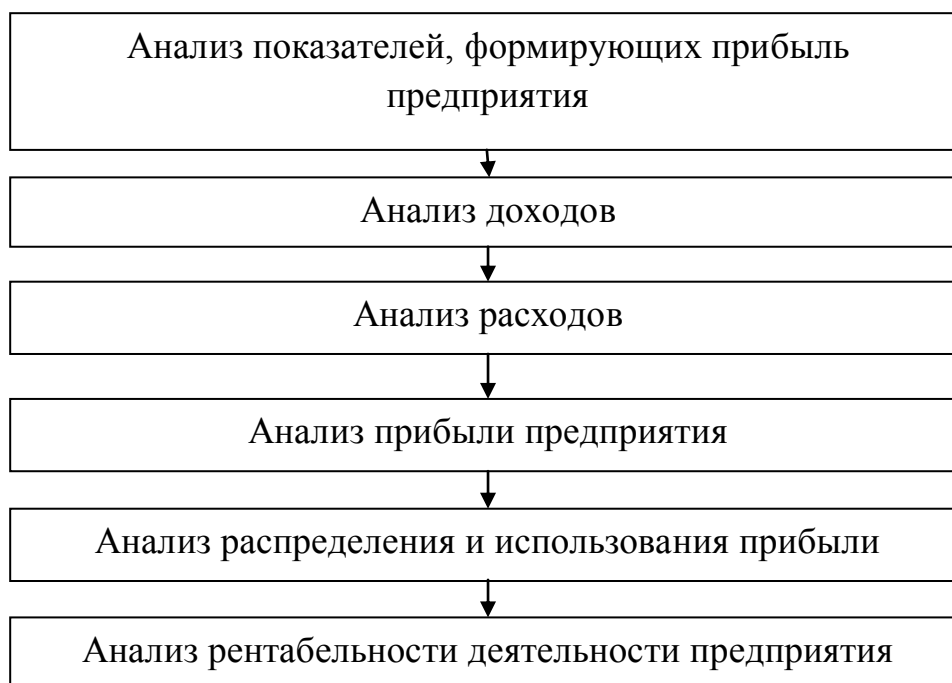 Анализ показателей, формирующих прибыль
предприятия
Анализ доходов
Анализ расходов
Анализ прибыли предприятия
Анализ распределения и использования прибыли
Анализ рентабельности деятельности предприятия